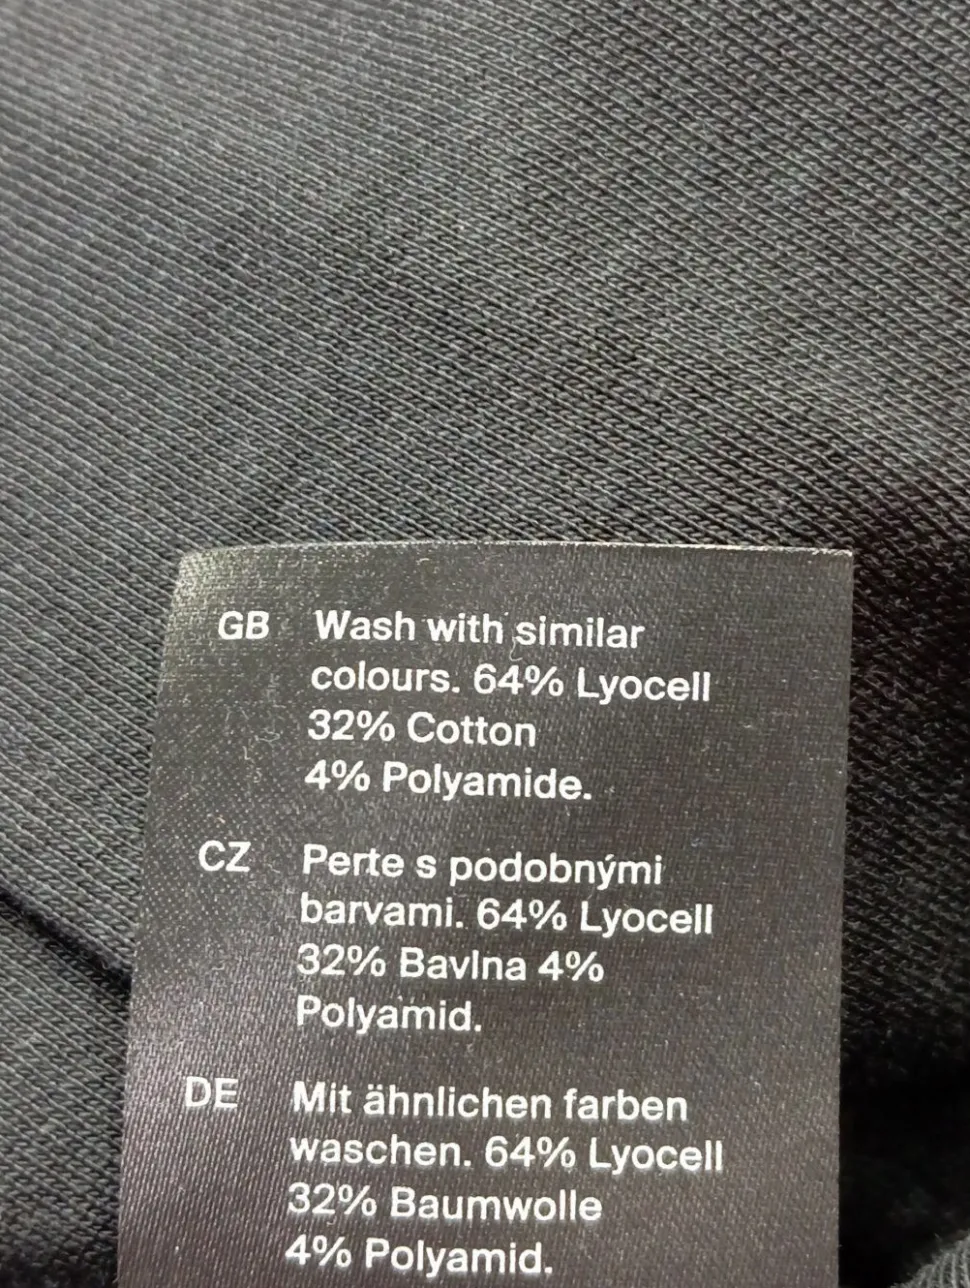 GB Wash with similar
colours. 64% Lyocell
32% Cotton
4% Polyamide.
CZ Perte s podobnými
barvami. 64% Lyocell
32% Bavlna 4%
Polyamid.
DE Mit ähnlichen farben
waschen. 64% Lyocell
32% Baumwolle
4% Polyamid.